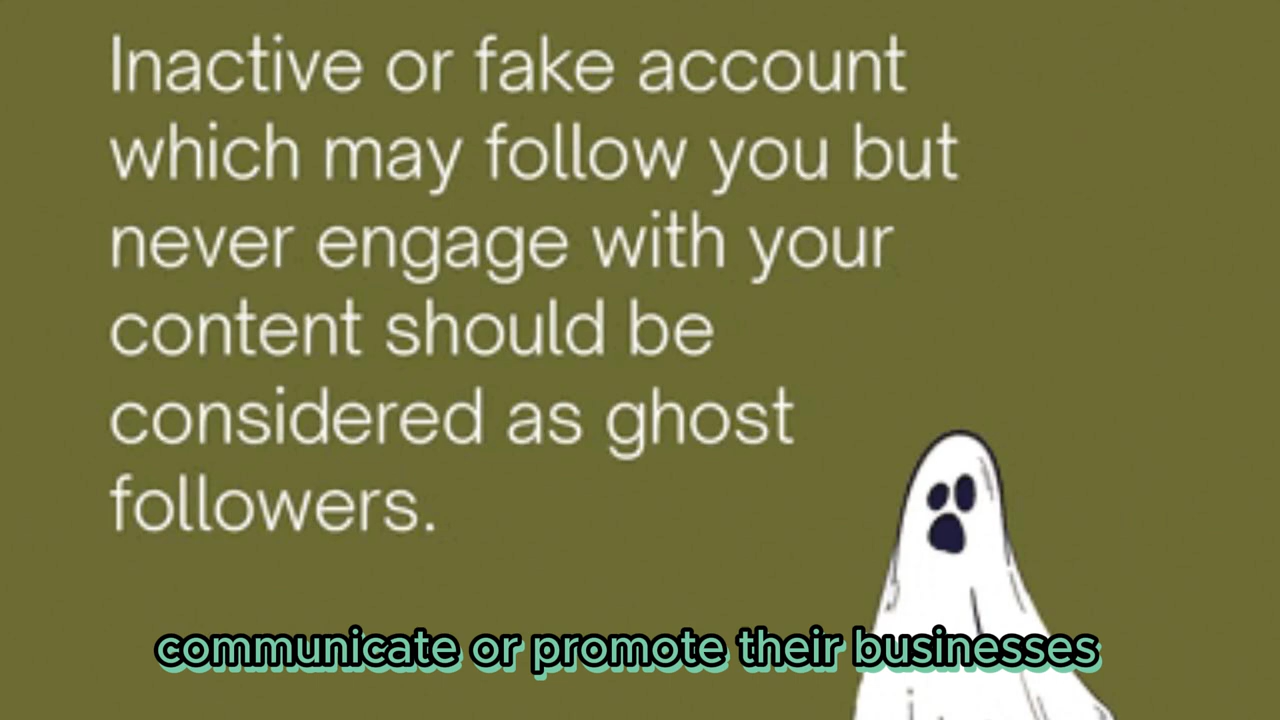 Inactive or fake account
which may follow you but
never engage with your
content should be
considered as ghost
followers.
communicate or promote their businesses